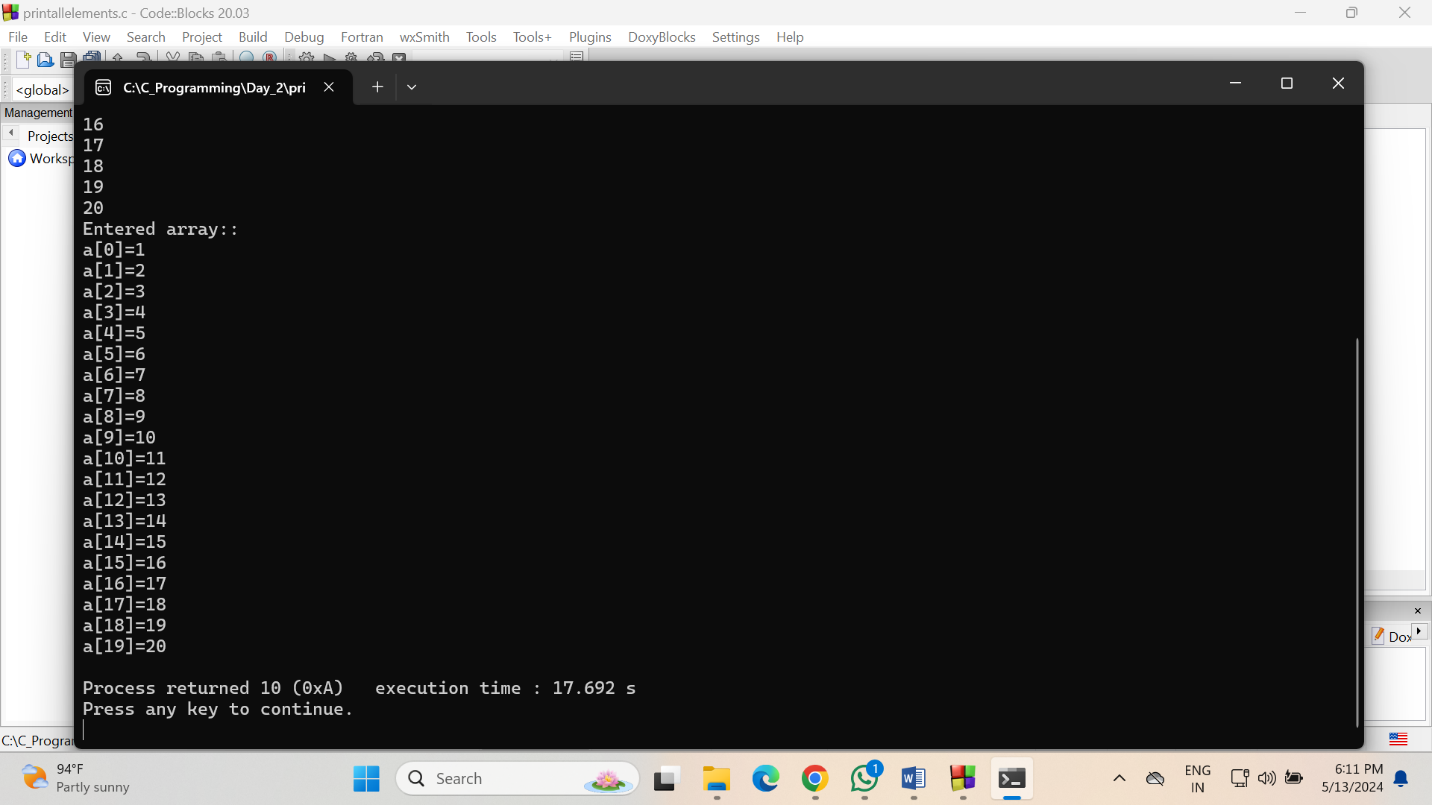 printallelements.c - Code::Blocks 20.03
File Edit View Search Project Build Debug Fortran wxSmith Tools Tools+ Plugins DoxyBlocks Settings Help
<global>
C:\C_Programming\Day_2\pri
Management
Projects
Worksp
16
17
18
19
20
Entered array::
a[0]=1
a[1]=2
a[2]=3
a[3]=4
a[4]=5
a[5]=6
a[6]=7
a[7]=8
a[8]=9
a[9]=10
a[10]=11
a[11]=12
a[12]=13
a[13]=14
a[14]=15
a[15]=16
a[16]=17
a[17]=18
a[18]=19
a[19]=20
Dox
Process returned 10 (0xA)   execution time : 17.692 s
Press any key to continue.
C:\C_Progra
94°F
Partly sunny
Search
1
ENG
IN
6:11 PM
5/13/2024